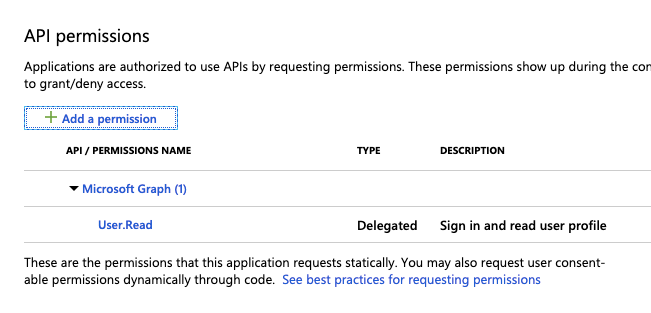 API permissions
Applications are authorized to use APIs by requesting permissions. These permissions show up during the
to grant/deny access.
Add a permission
API / PERMISSIONS NAME TYPE DESCRIPTION
Microsoft Graph (1)
User.Read Delegated Sign in and read user profile
These are the permissions that this application requests statically. You may also request user consent-
able permissions dynamically through code. See best practices for requesting permissions